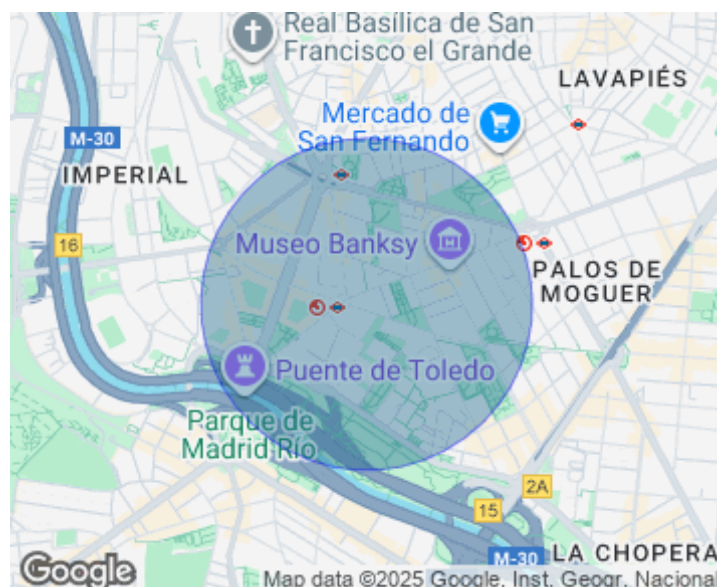 Real Basílica de San
Francisco el Grande
LAVAPIÉS
Mercado de
San Fernando
M-30
IMPERIAL
16
Museo Banksy
PALOS DE
MOGUER
Puente de Toledo
Parque de
Madrid Río
2A
15
M-30
LA CHOPERA
Google
Map data ©2025 Google, Inst. Geogr. Nacional